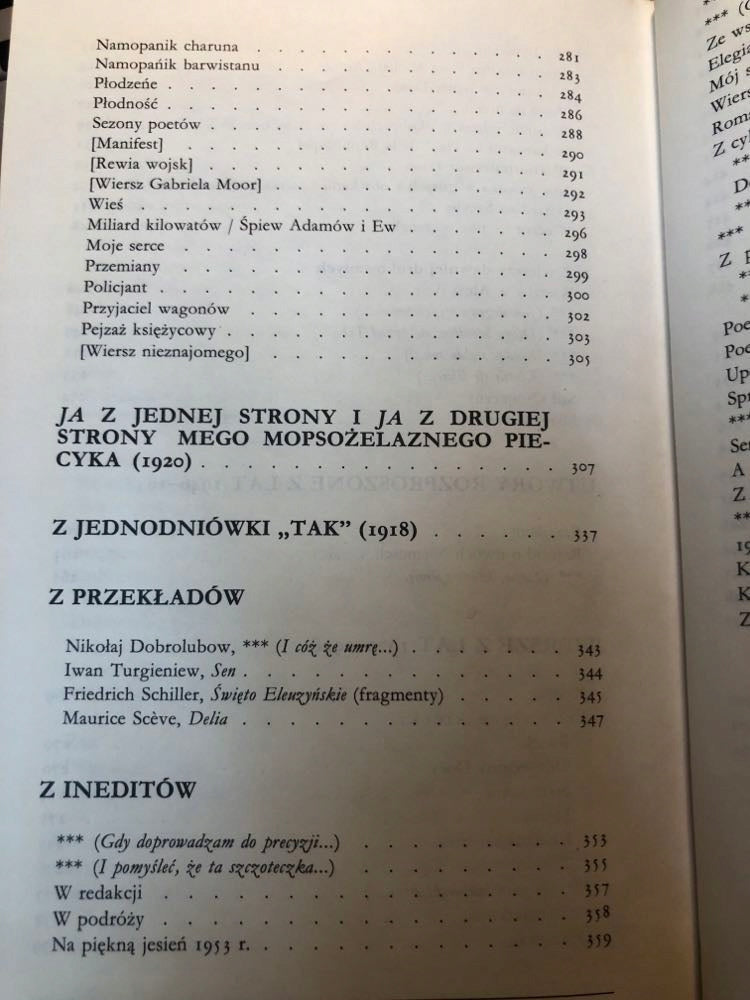 Namopanik charuna . . . . . . . . . . . . . . 281
Namopańik barwistanu . . . . . . . . . . . . . 283
Płodzeńe . . . . . . . . . . . . . . . . . 284
Płodność . . . . . . . . . . . . . . . . . 286
Sezony poetów . . . . . . . . . . . . . . . 288
[Manifest] . . . . . . . . . . . . . . . . . 290
[Rewia wojsk] . . . . . . . . . . . . . . . 291
[Wiersz Gabriela Moor] . . . . . . . . . . . . 292
Wieś . . . . . . . . . . . . . . . . . . . 293
Miliard kilowatów / Śpiew Adamów i Ew . . . . . . . 296
Moje serce . . . . . . . . . . . . . . . . 298
Przemiany . . . . . . . . . . . . . . . . . 299
Policjant . . . . . . . . . . . . . . . . . 300
Przyjaciel wagonów . . . . . . . . . . . . . . 302
Pejzaż księżycowy . . . . . . . . . . . . . . 303
[Wiersz nieznajomego] . . . . . . . . . . . . . 305
JA Z JEDNEJ STRONY I JA Z DRUGIEJ
STRONY MEGO MOPSOŻELAZNEGO PIE-
CYKA (1920) . . . . . . . . . . . . . . . . 307
Z JEDNODNIÓWKI „TAK” (1918) . . . . . . 337
Z PRZEKŁADÓW
Nikołaj Dobrolubow, *** (I cóż że umrę...) . . . . . . . 343
Iwan Turgieniew, Sen . . . . . . . . . . . . . . 344
Friedrich Schiller, Święto Eleuzyńskie (fragmenty) . . . . . 345
Maurice Scève, Delia . . . . . . . . . . . . . . 347
Z INEDITÓW
*** (Gdy doprowadzam do precyzji...) . . . . . . . . . 353
*** (I pomyśleć, że ta szczoteczka...) . . . . . . . . . 355
W redakcji . . . . . . . . . . . . . . . . . 357
W podróży . . . . . . . . . . . . . . . . . 358
Na piękną jesień 1953 r. . . . . . . . . . . . . . 359
Ze
Mój
Z
Z
Z
***
A
Z
K
K
Z